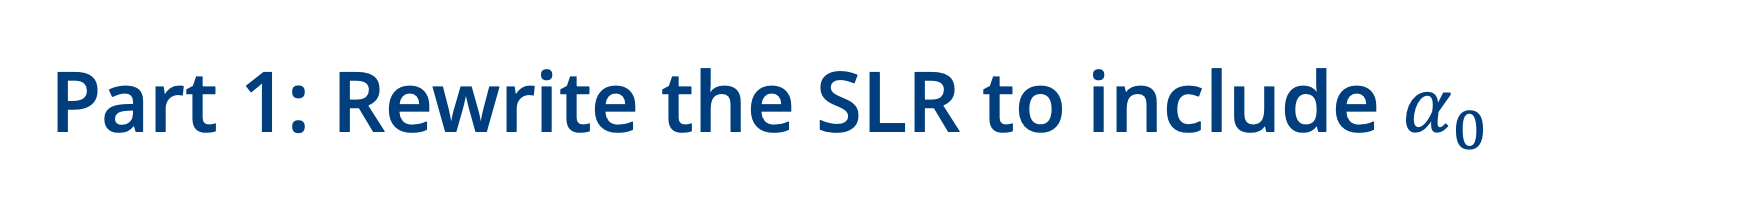 Part 1: Rewrite the SLR to include α₀